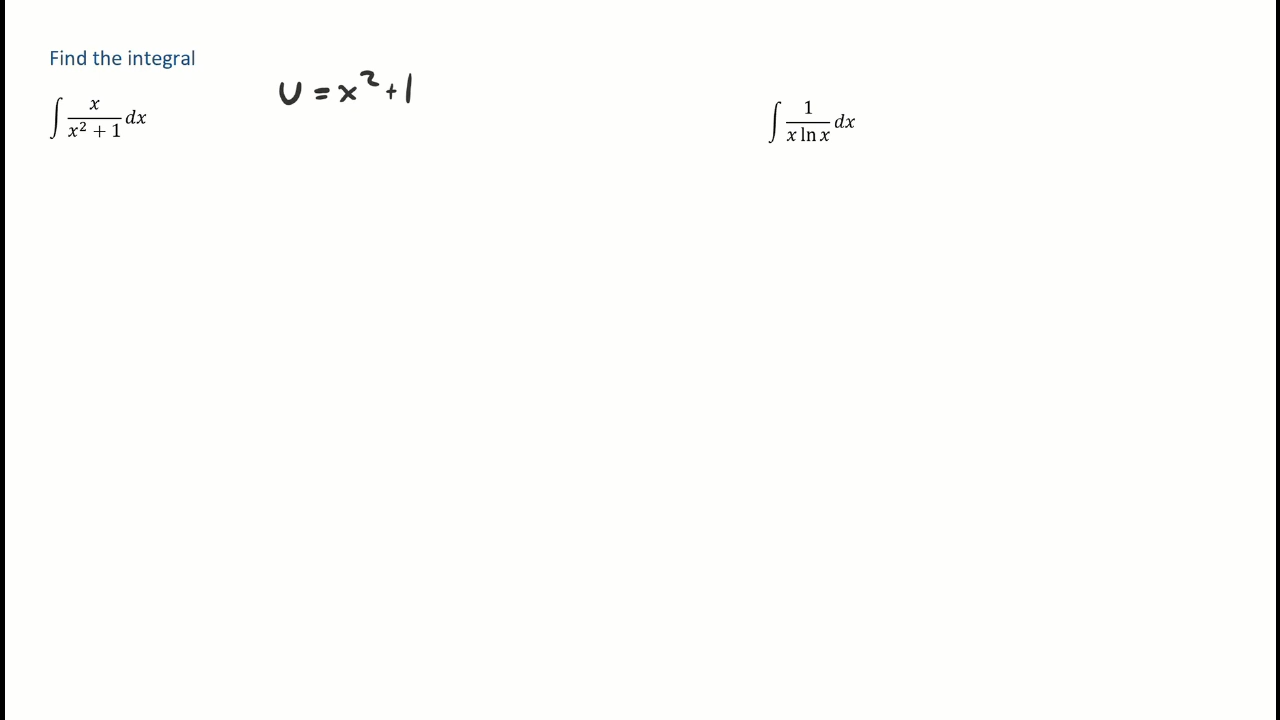 Find the integral
U = x² + 1
∫ x / (x² + 1) dx
∫ 1 / (x ln x) dx